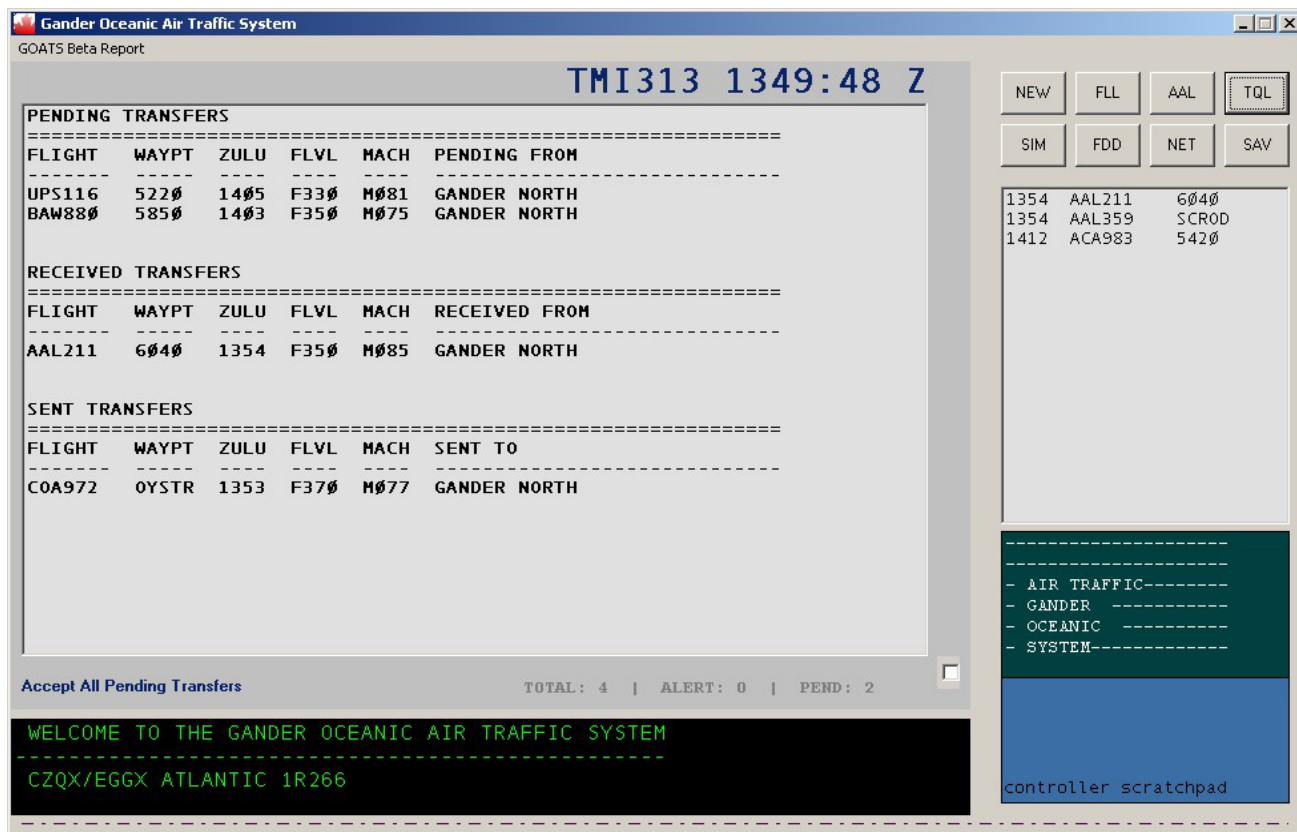 Gander Oceanic Air Traffic System
GOATS Beta Report
TMI313 1349:48 Z
PENDING TRANSFERS
===============================================================
FLIGHT WAYPT ZULU FLVL MACH PENDING FROM
------- ----- ---- ---- ---- -----------------------------
UPS116 522Ø 14Ø5 F33Ø MØ81 GANDER NORTH
BAW88Ø 585Ø 14Ø3 F35Ø MØ75 GANDER NORTH
RECEIVED TRANSFERS
===============================================================
FLIGHT WAYPT ZULU FLVL MACH RECEIVED FROM
------- ----- ---- ---- ---- -----------------------------
AAL211 6Ø4Ø 1354 F35Ø MØ85 GANDER NORTH
SENT TRANSFERS
===============================================================
FLIGHT WAYPT ZULU FLVL MACH SENT TO
------- ----- ---- ---- ---- -----------------------------
COA972 OYSTR 1353 F37Ø MØ77 GANDER NORTH
Accept All Pending Transfers
TOTAL: 4 | ALERT: 0 | PEND: 2
WELCOME TO THE GANDER OCEANIC AIR TRAFFIC SYSTEM
--------------------------------------------------
CZQX/EGGX ATLANTIC 1R266
NEW FLL AAL TQL
SIM FDD NET SAV
1354 AAL211 6Ø4Ø
1354 AAL359 SCROD
1412 ACA983 542Ø
---------------------
---------------------
- AIR TRAFFIC--------
- GANDER -----------
- OCEANIC ----------
- SYSTEM-------------
controller scratchpad